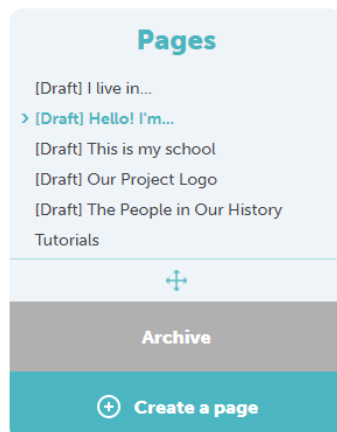 Pages
[Draft] I live in...
[Draft] Hello! I'm...
[Draft] This is my school
[Draft] Our Project Logo
[Draft] The People in Our History
Tutorials
Archive
Create a page